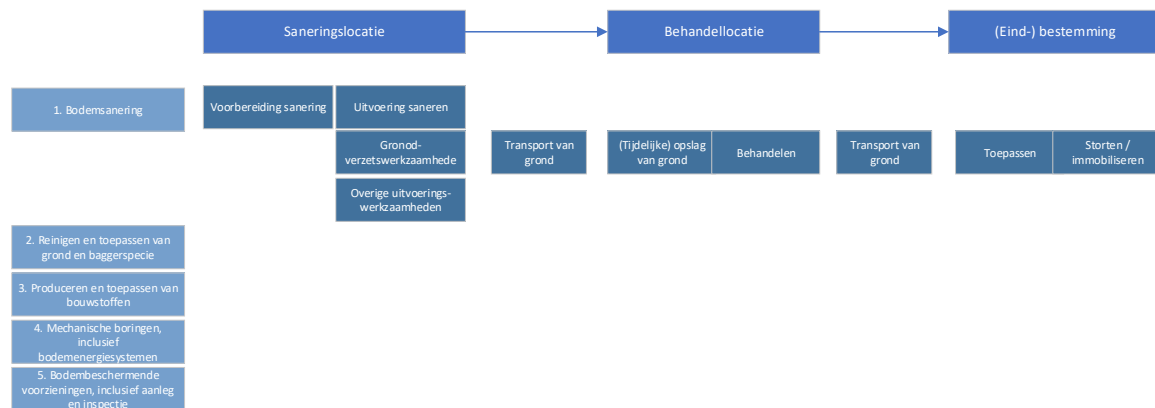 Saneringslocatie
Behandellocatie
(Eind-) bestemming
1. Bodemsanering
Voorbereiding sanering
Uitvoering saneren
Gronod-
verzetswerkzaamhede
Overige uitvoerings-
werkzaamheden
Transport van
grond
(Tijdelijke) opslag
van grond
Behandelen
Transport van
grond
Toepassen
Storten /
immobiliseren
2. Reinigen en toepassen van
grond en baggerspecie
3. Produceren en toepassen van
bouwstoffen
4. Mechanische boringen,
inclusief
bodemenergiesystemen
5. Bodembeschermende
voorzieningen, inclusief aanleg
en inspectie